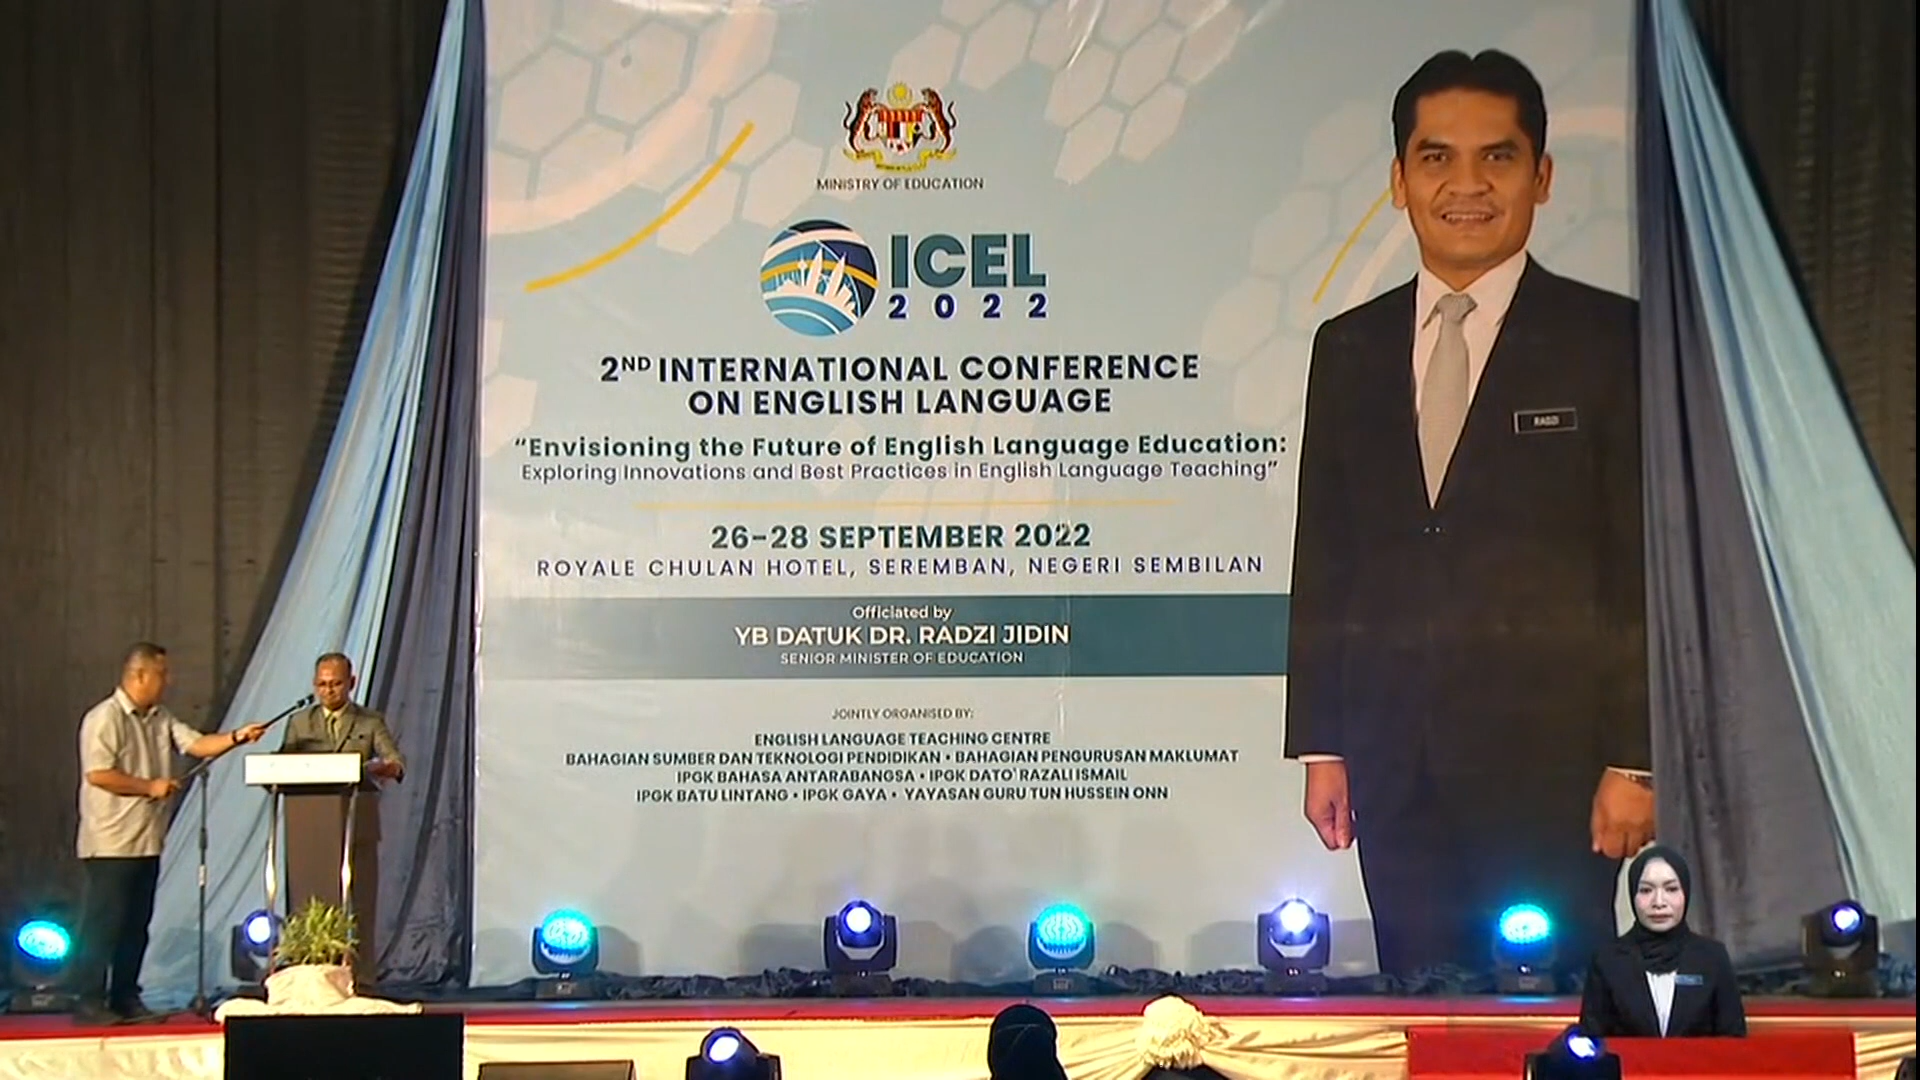 MINISTRY OF EDUCATION
ICEL
2022
2ND INTERNATIONAL CONFERENCE
ON ENGLISH LANGUAGE
“Envisioning the Future of English Language Education:
Exploring Innovations and Best Practices in English Language Teaching”
26-28 SEPTEMBER 2022
ROYALE CHULAN HOTEL, SEREMBAN, NEGERI SEMBILAN
Officiated by
YB DATUK DR. RADZI JIDIN
SENIOR MINISTER OF EDUCATION
JOINTLY ORGANISED BY:
ENGLISH LANGUAGE TEACHING CENTRE
BAHAGIAN SUMBER DAN TEKNOLOGI PENDIDIKAN • BAHAGIAN PENGURUSAN MAKLUMAT
IPGK BAHASA ANTARABANGSA • IPGK DATO' RAZALI ISMAIL
IPGK BATU LINTANG • IPGK GAYA • YAYASAN GURU TUN HUSSEIN ONN
RADZI